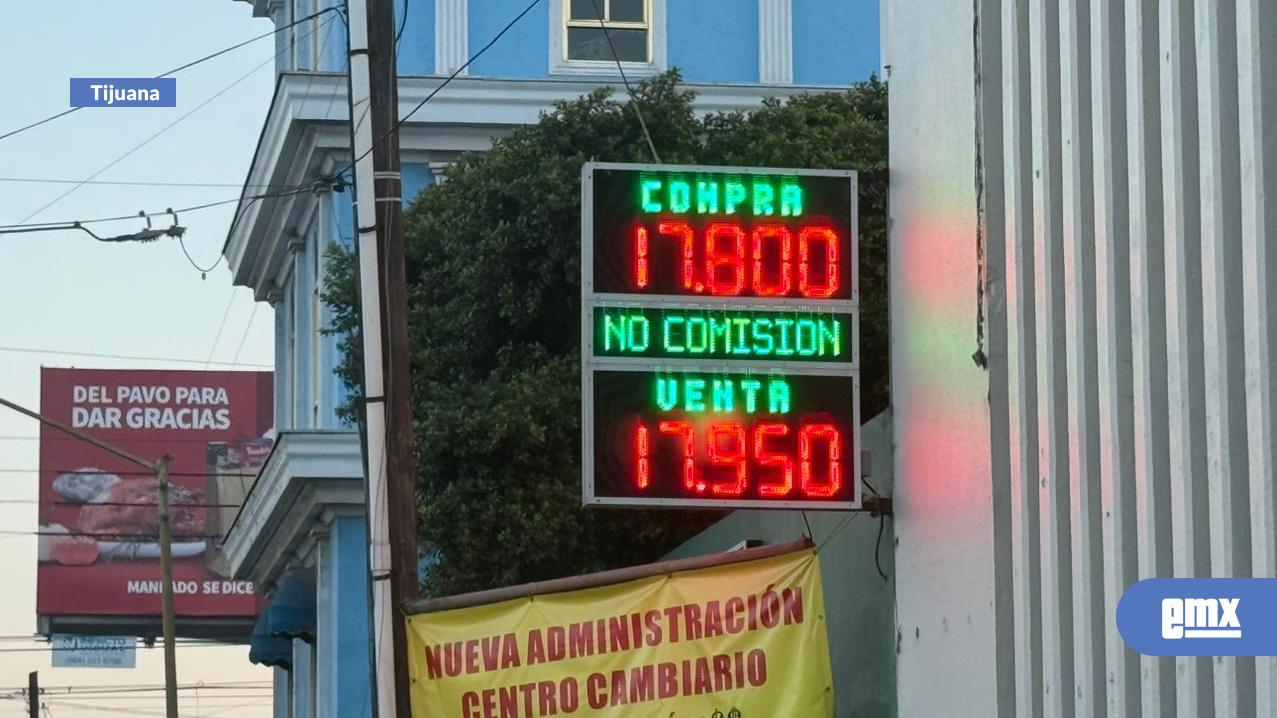 Tijuana
COMPRA
17.800
NO COMISION
VENTA
17.950
DEL PAVO PARA
DAR GRACIAS
SE DICE
NUEVA ADMINISTRACIÓN
CENTRO CAMBIARIO
emx